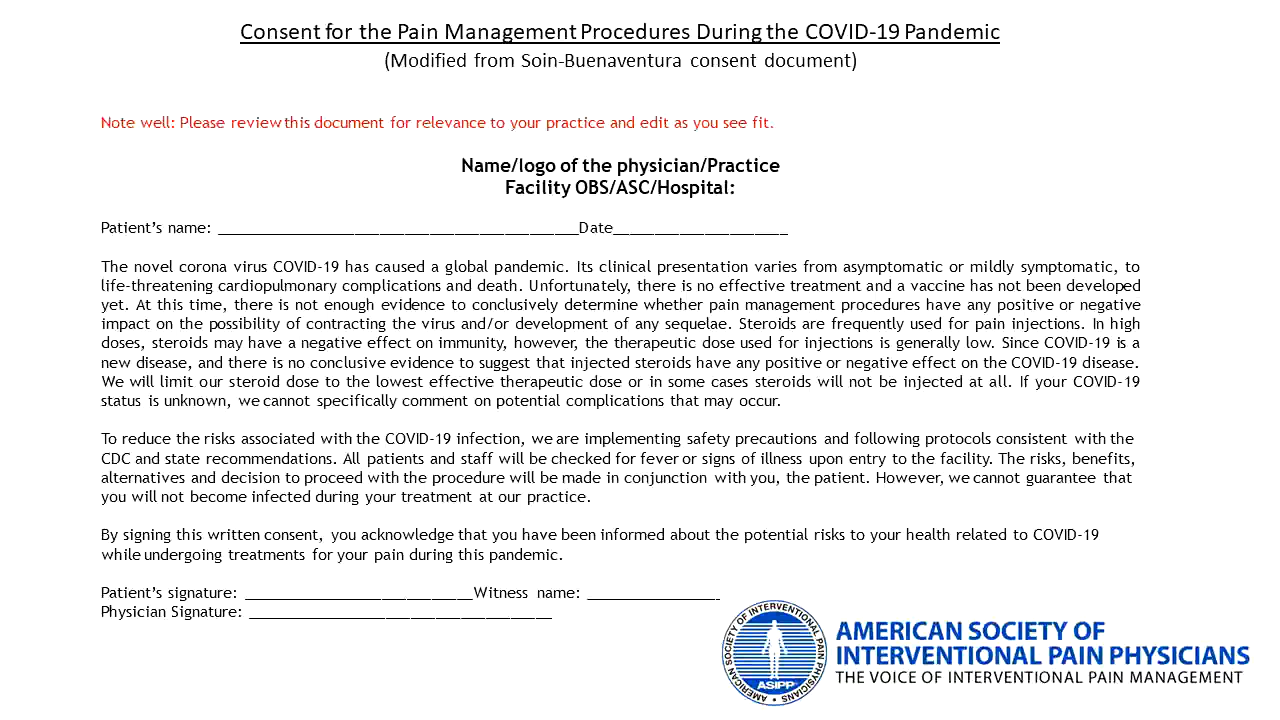 Consent for the Pain Management Procedures During the COVID-19 Pandemic
(Modified from Soin-Buenaventura consent document)
Note well: Please review this document for relevance to your practice and edit as you see fit.
Name/logo of the physician/Practice
Facility OBS/ASC/Hospital:
Patient's name: ____________________________________________Date_____________________
The novel corona virus COVID-19 has caused a global pandemic. Its clinical presentation varies from asymptomatic or mildly symptomatic, to
life-threatening cardiopulmonary complications and death. Unfortunately, there is no effective treatment and a vaccine has not been developed
yet. At this time, there is not enough evidence to conclusively determine whether pain management procedures have any positive or negative
impact on the possibility of contracting the virus and/or development of any sequelae. Steroids are frequently used for pain injections. In high
doses, steroids may have a negative effect on immunity, however, the therapeutic dose used for injections is generally low. Since COVID-19 is a
new disease, and there is no conclusive evidence to suggest that injected steroids have any positive or negative effect on the COVID-19 disease.
We will limit our steroid dose to the lowest effective therapeutic dose or in some cases steroids will not be injected at all. If your COVID-19
status is unknown, we cannot specifically comment on potential complications that may occur.
To reduce the risks associated with the COVID-19 infection, we are implementing safety precautions and following protocols consistent with the
CDC and state recommendations. All patients and staff will be checked for fever or signs of illness upon entry to the facility. The risks, benefits,
alternatives and decision to proceed with the procedure will be made in conjunction with you, the patient. However, we cannot guarantee that
you will not become infected during your treatment at our practice.
By signing this written consent, you acknowledge that you have been informed about the potential risks to your health related to COVID-19
while undergoing treatments for your pain during this pandemic.
Patient's signature: ____________________________Witness name: ________________
Physician Signature: _____________________________________
AMERICAN SOCIETY OF INTERVENTIONAL PAIN PHYSICIANS
ASIPP
AMERICAN SOCIETY OF
INTERVENTIONAL PAIN PHYSICIANS
THE VOICE OF INTERVENTIONAL PAIN MANAGEMENT